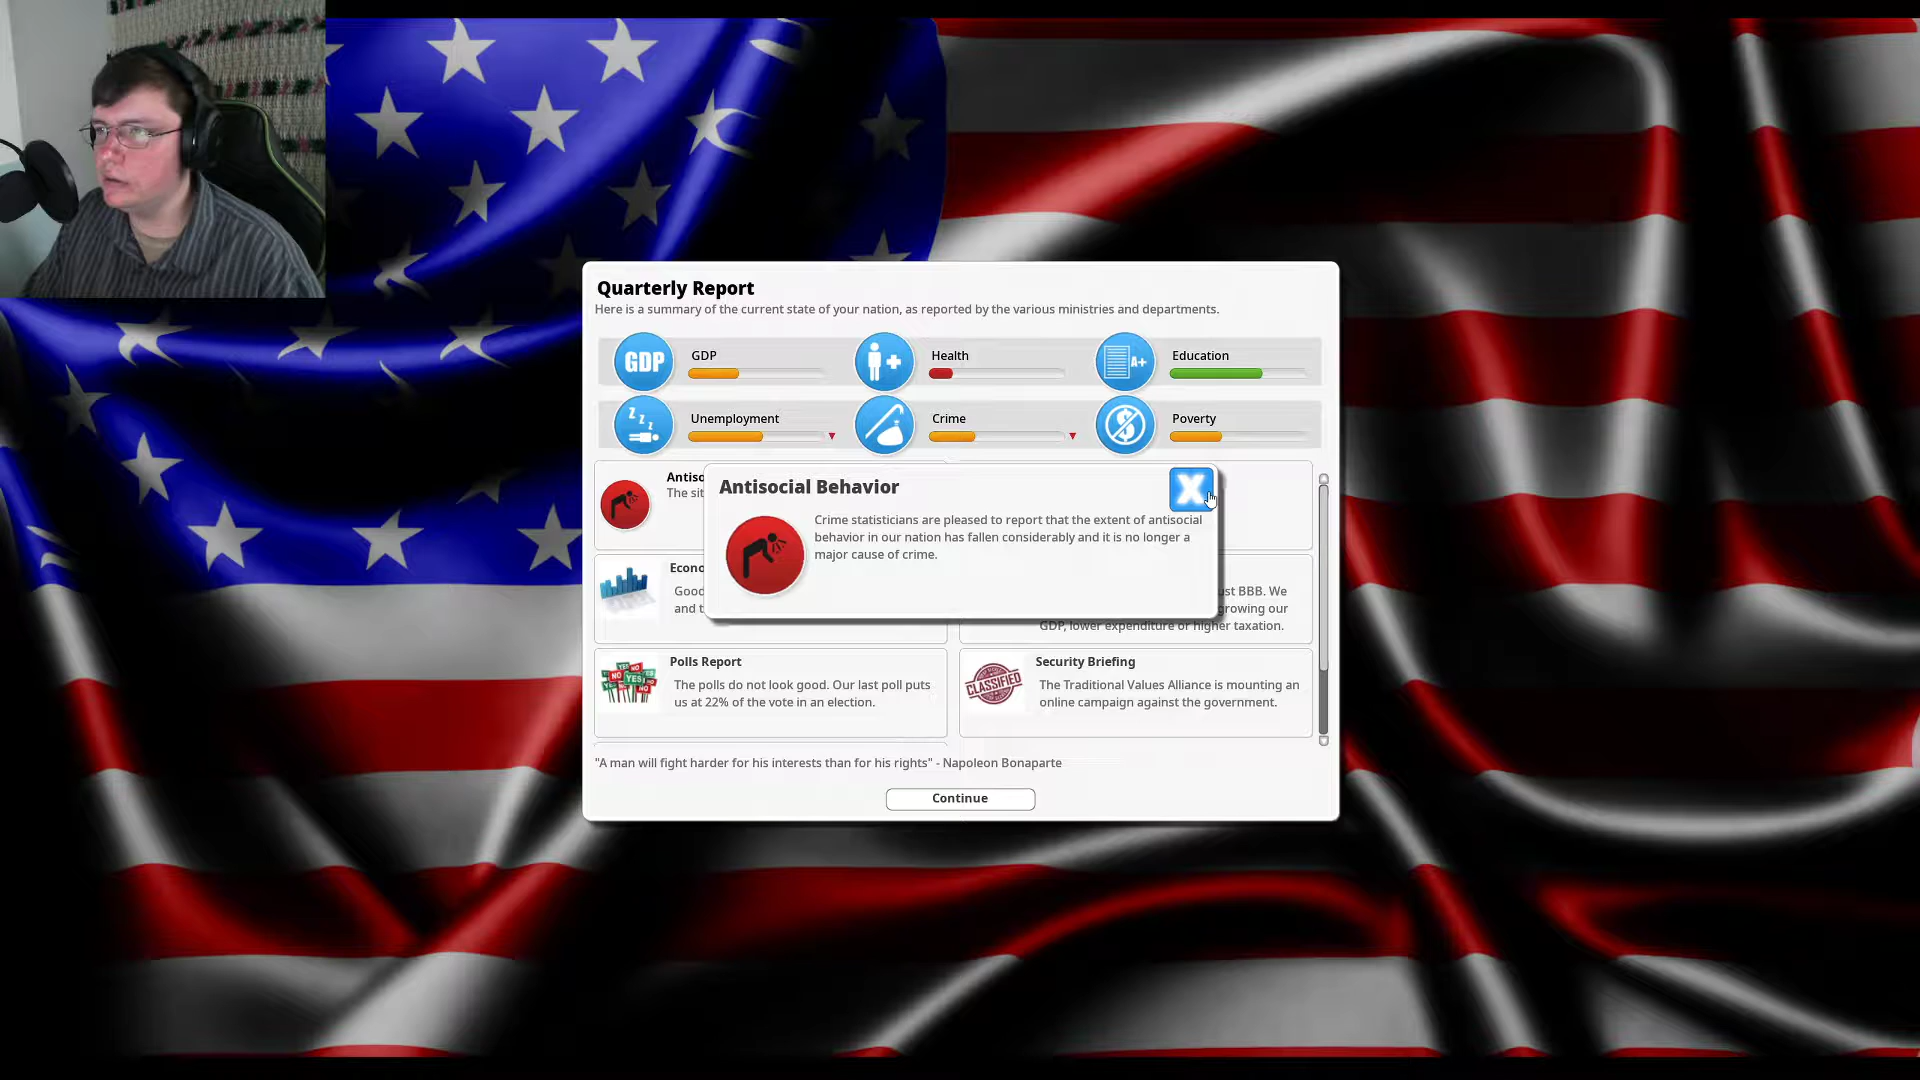 Quarterly Report
Here is a summary of the current state of your nation, as reported by the various ministries and departments.
GDP
GDP
Health
A+
Education
Z Z Z
Unemployment
Crime
Poverty
Antiso
The sit
Antisocial Behavior
X
Crime statisticians are pleased to report that the extent of antisocial
behavior in our nation has fallen considerably and it is no longer a
major cause of crime.
Econo
Good
and t
ust BBB. We
growing our
GDP, lower expenditure or higher taxation.
NO YES NO
YES
NO
Polls Report
The polls do not look good. Our last poll puts
us at 22% of the vote in an election.
CLASSIFIED
Security Briefing
The Traditional Values Alliance is mounting an
online campaign against the government.
"A man will fight harder for his interests than for his rights" - Napoleon Bonaparte
Continue